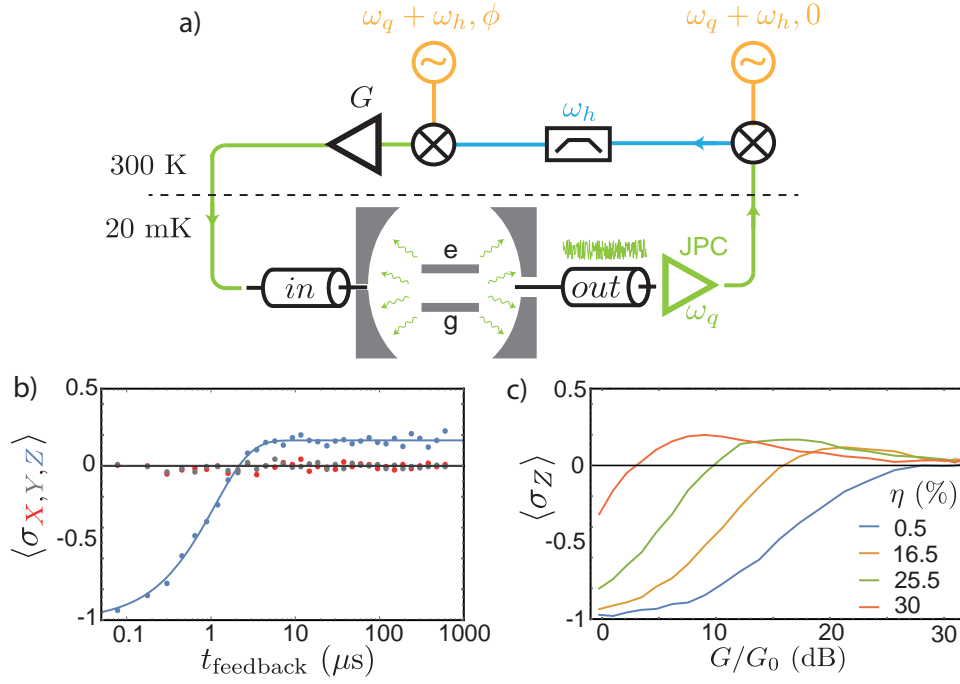 a)
ω_q + ω_h, ϕ
ω_q + ω_h, 0
G
ω_h
300 K
20 mK
in
e
g
out
JPC
ω_q
b)
⟨σ_X,Y,Z⟩
0.5
0
-0.5
-1
0.1
1
10
100
1000
t_feedback (μs)
c)
⟨σ_Z⟩
0.5
0
-0.5
-1
0
10
20
30
G/G_0 (dB)
η (%)
0.5
16.5
25.5
30